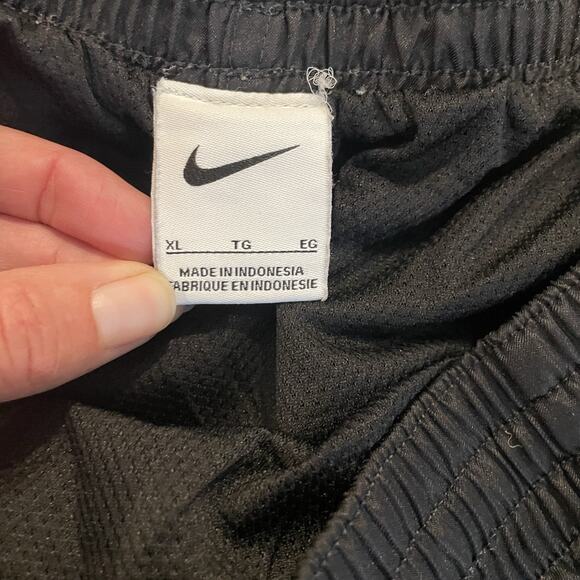 XL TG EG
MADE IN INDONESIA
FABRIQUE EN INDONESIE